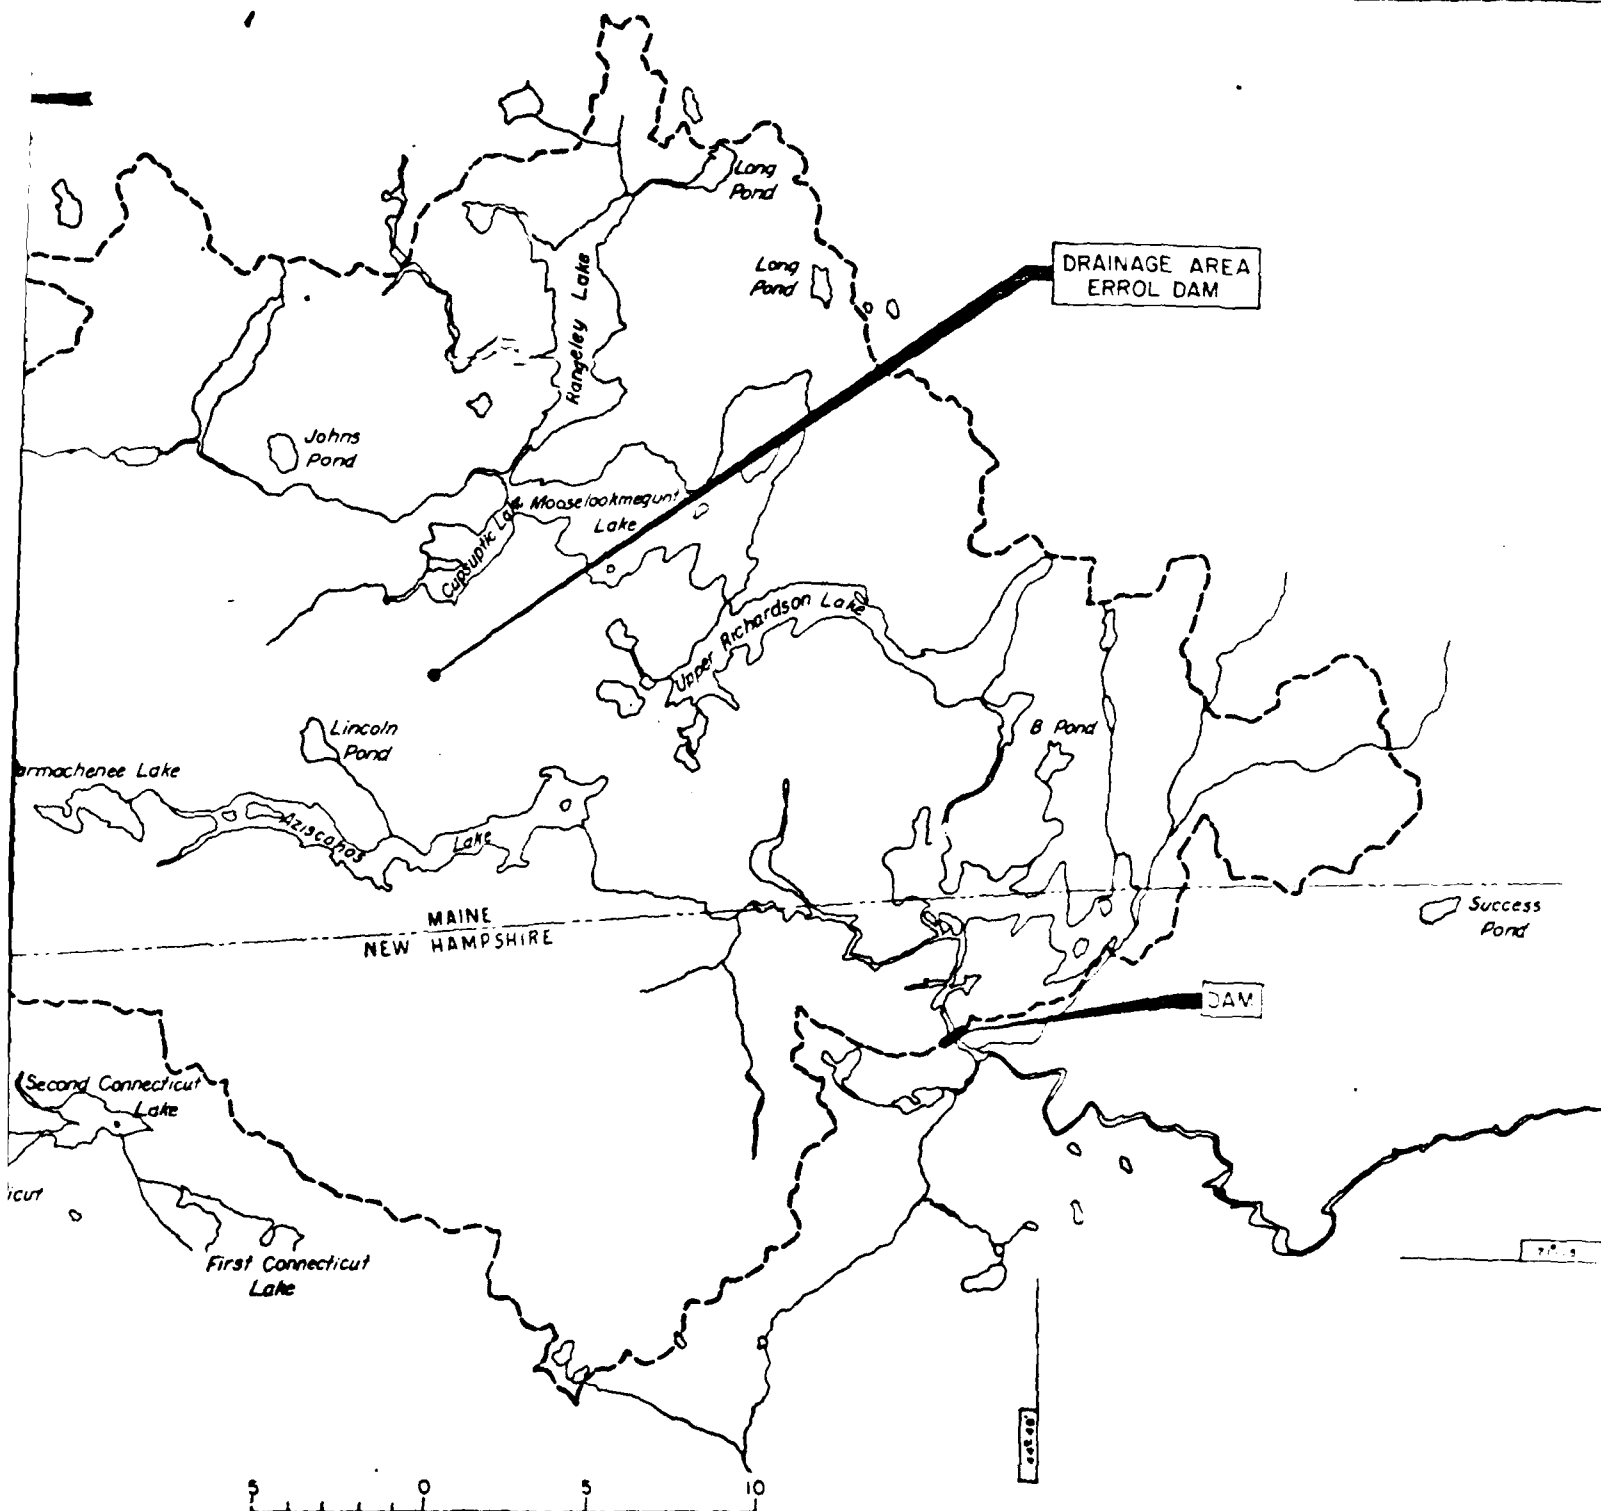 Long
Pond
Long
Pond
DRAINAGE AREA
ERROL DAM
Rangeley Lake
Johns
Pond
Mooselookmegunt
Lake
Cupsuptic Lake
Upper Richardson Lake
Lincoln
Pond
B Pond
armachenee Lake
Aziscohos Lake
MAINE
NEW HAMPSHIRE
Success
Pond
DAM
Second Connecticut
Lake
icut
First Connecticut
Lake
5 0 5 10